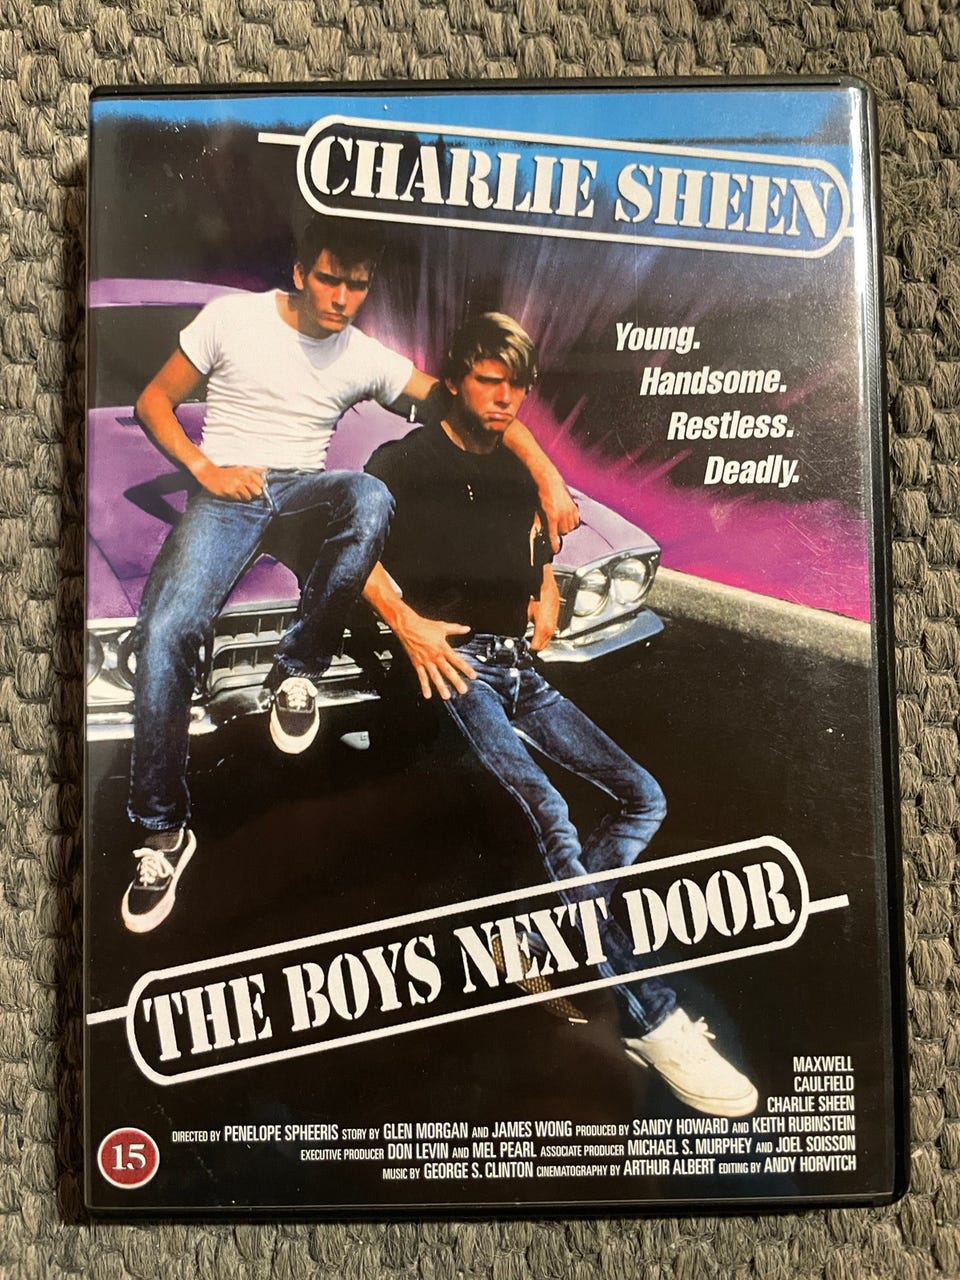 CHARLIE SHEEN
Young.
Handsome.
Restless.
Deadly.
THE BOYS NEXT DOOR
MAXWELL
CAULFIELD
CHARLIE SHEEN
DIRECTED BY PENELOPE SPHEERIS STORY BY GLEN MORGAN AND JAMES WONG PRODUCED BY SANDY HOWARD AND KEITH RUBINSTEIN
EXECUTIVE PRODUCER DON LEVIN AND MEL PEARL ASSOCIATE PRODUCER MICHAEL S. MURPHEY AND JOEL SOISSON
MUSIC BY GEORGE S. CLINTON CINEMATOGRAPHY BY ARTHUR ALBERT EDITING BY ANDY HORVITCH
15